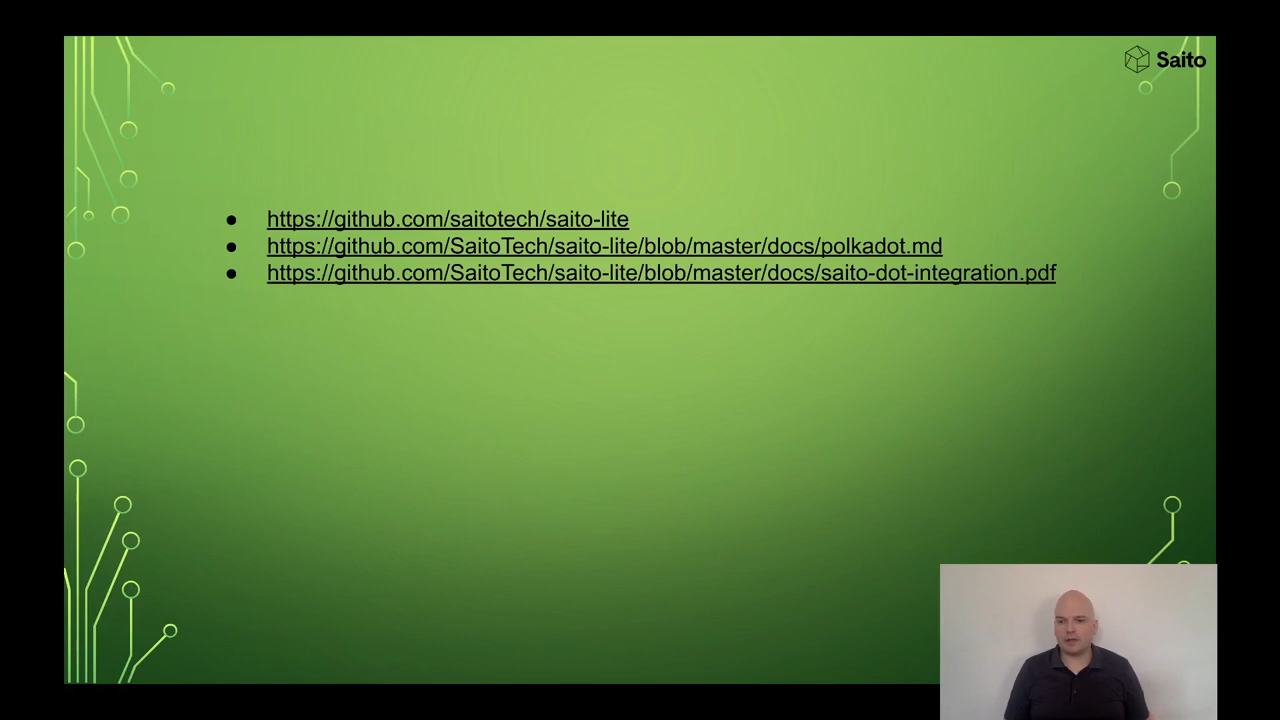 Saito
● https://github.com/saitotech/saito-lite
● https://github.com/SaitoTech/saito-lite/blob/master/docs/polkadot.md
● https://github.com/SaitoTech/saito-lite/blob/master/docs/saito-dot-integration.pdf